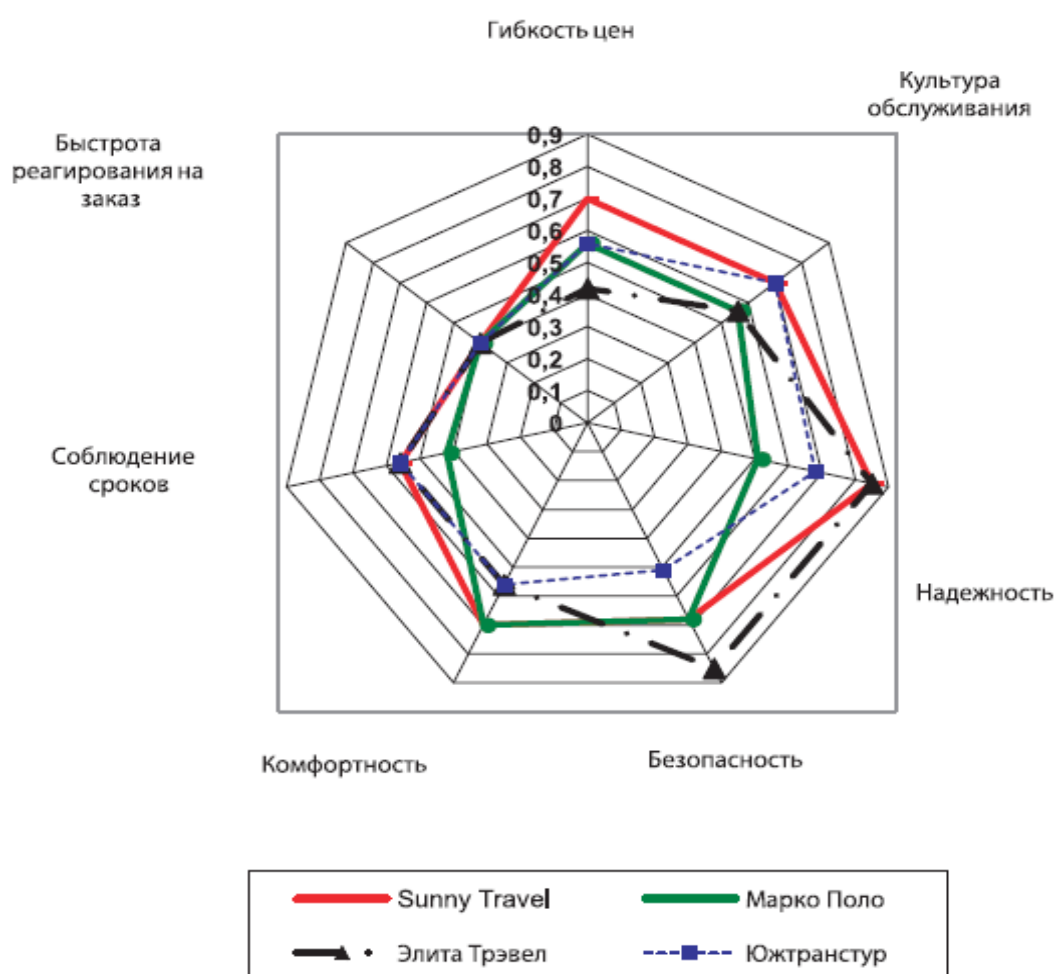 Гибкость цен
Культура
обслуживания
Быстрота
реагирования на
заказ
0,9
0,8
0,7
0,6
0,5
0,4
0,3
0,2
0,1
0
Соблюдение
сроков
Надежность
Комфортность
Безопасность
Sunny Travel
Марко Поло
Элита Трэвел
Южтранстур